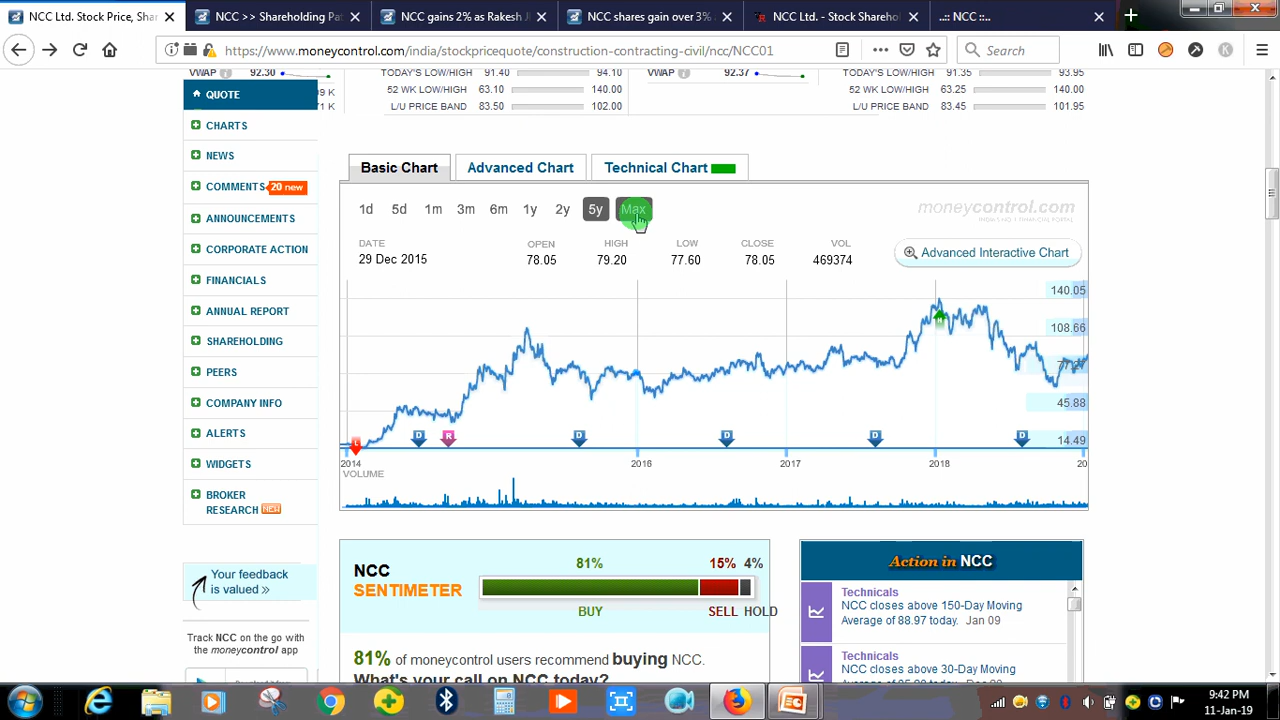 NCC Ltd. Stock Price, Shar
NCC >> Shareholding Pat
NCC gains 2% as Rakesh J
NCC shares gain over 3%
NCC Ltd. - Stock Sharehol
..:: NCC ::..
https://www.moneycontrol.com/india/stockpricequote/construction-contracting-civil/ncc/NCC01
Search
VWAP 92.30
TODAY'S LOW/HIGH 91.40 94.10
VWAP 92.37
TODAY'S LOW/HIGH 91.35 93.95
52 WK LOW/HIGH 63.10 140.00
52 WK LOW/HIGH 63.25 140.00
L/U PRICE BAND 83.50 102.00
L/U PRICE BAND 83.45 101.95
QUOTE
CHARTS
NEWS
COMMENTS 20 new
ANNOUNCEMENTS
CORPORATE ACTION
FINANCIALS
ANNUAL REPORT
SHAREHOLDING
PEERS
COMPANY INFO
ALERTS
WIDGETS
BROKER
RESEARCH NEW
Your feedback
is valued »
Track NCC on the go with
the moneycontrol app
Basic Chart
Advanced Chart
Technical Chart
1d 5d 1m 3m 6m 1y 2y 5y Max
moneycontrol.com
DATE OPEN HIGH LOW CLOSE VOL
29 Dec 2015 78.05 79.20 77.60 78.05 469374
Advanced Interactive Chart
140.05
108.66
77.27
45.88
14.49
D R D D D D
2014 2016 2017 2018 20
VOLUME
NCC
SENTIMETER
81% 15% 4%
BUY SELL HOLD
81% of moneycontrol users recommend buying NCC.
What's your call on NCC today?
Action in NCC
Technicals
NCC closes above 150-Day Moving
Average of 88.97 today. Jan 09
Technicals
NCC closes above 30-Day Moving
9:42 PM
11-Jan-19